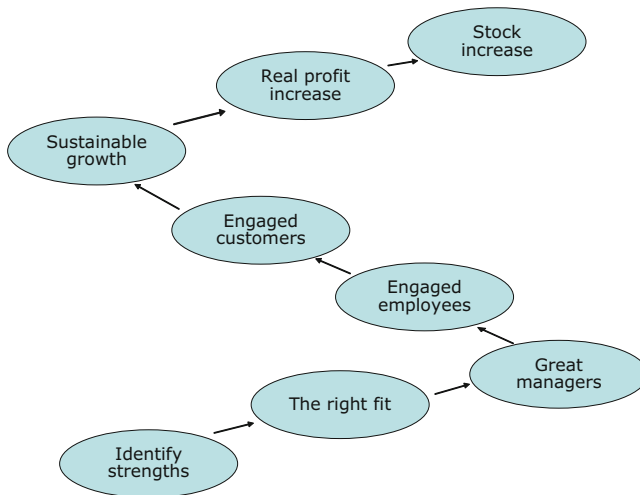 Stock
increase
Real profit
increase
Sustainable
growth
Engaged
customers
Engaged
employees
Great
managers
The right fit
Identify
strengths